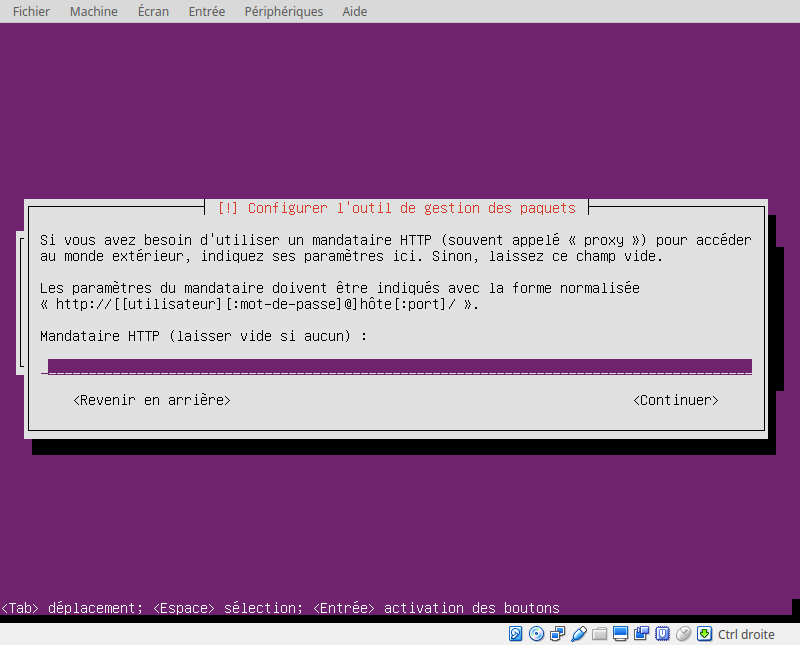 Fichier Machine Écran Entrée Périphériques Aide
[!] Configurer l'outil de gestion des paquets
Si vous avez besoin d'utiliser un mandataire HTTP (souvent appelé « proxy ») pour accéder
au monde extérieur, indiquez ses paramètres ici. Sinon, laissez ce champ vide.
Les paramètres du mandataire doivent être indiqués avec la forme normalisée
« http://[[utilisateur][:mot-de-passe]@]hôte[:port]/ ».
Mandataire HTTP (laisser vide si aucun) :
<Revenir en arrière> <Continuer>
<Tab> déplacement; <Espace> sélection; <Entrée> activation des boutons
Ctrl droite